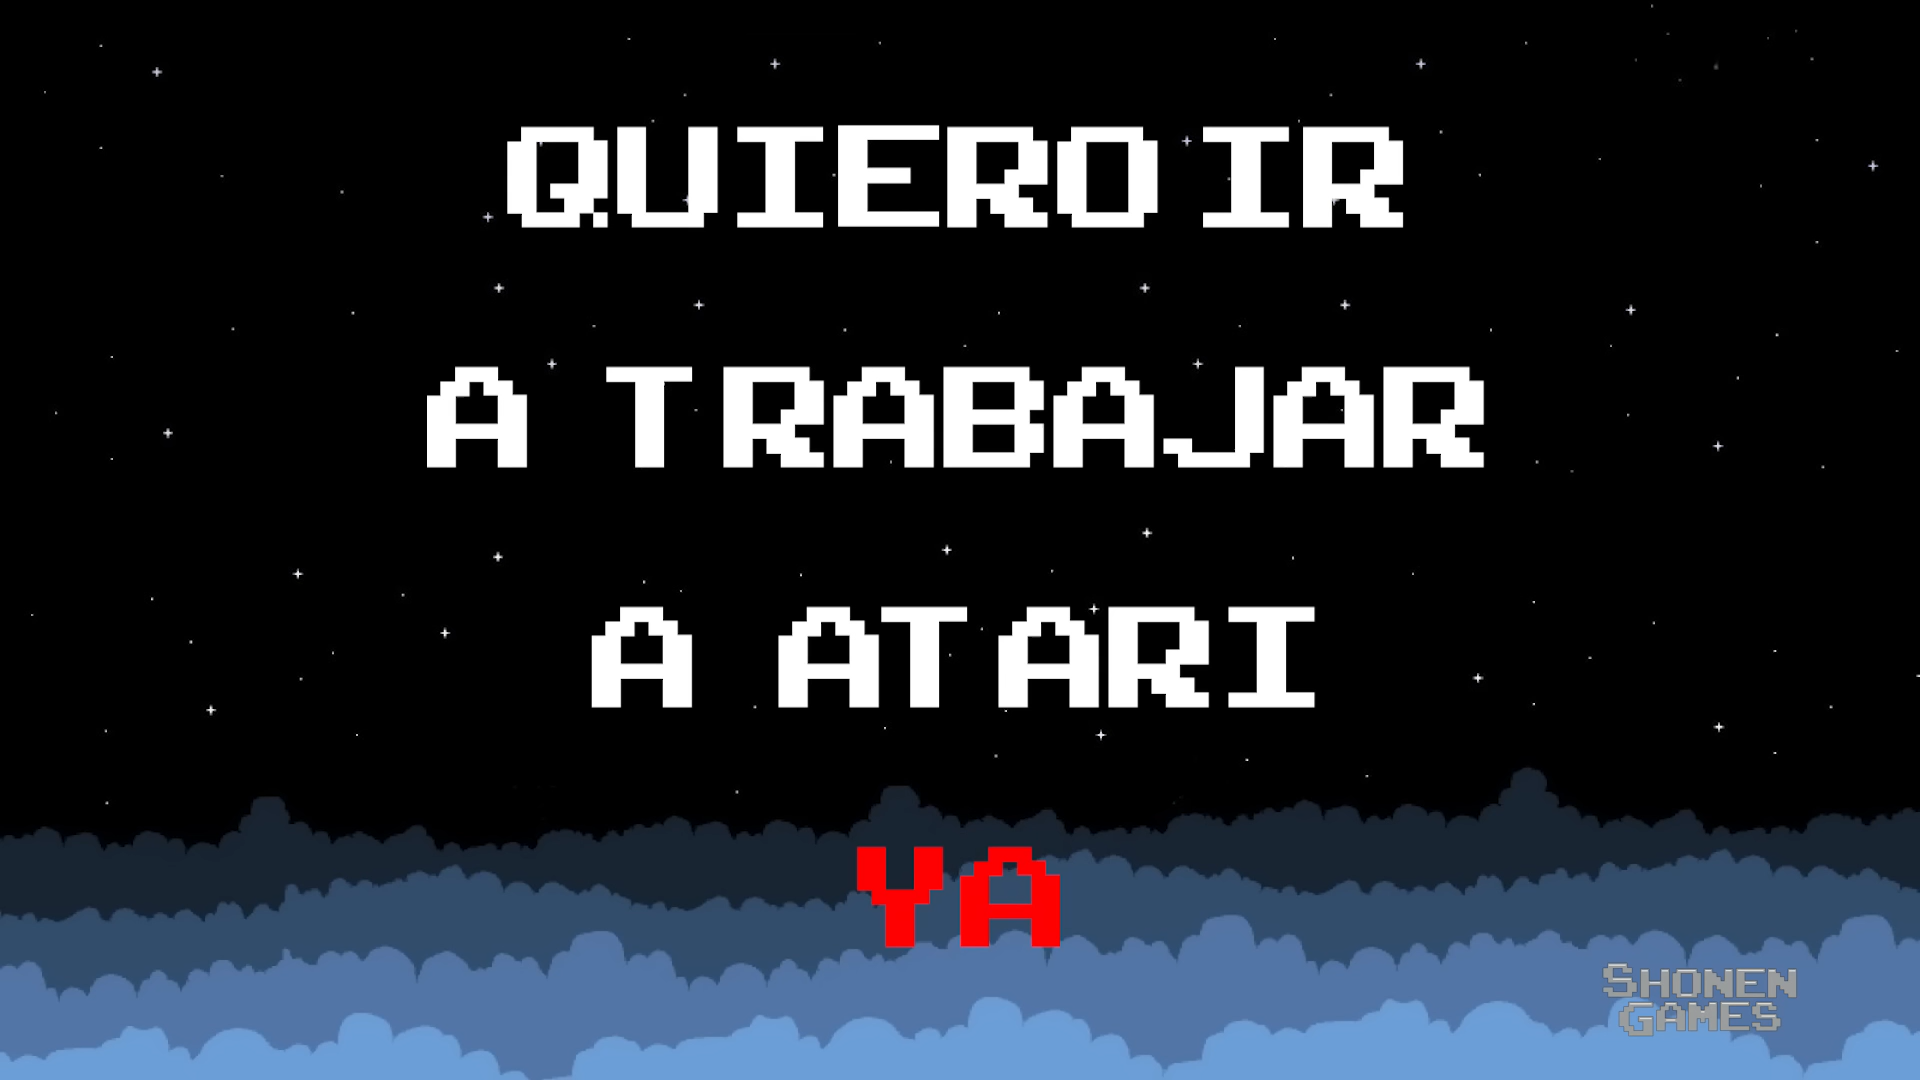 QUIERO IR
A TRABAJAR
A ATARI
YA
SHONEN
GAMES